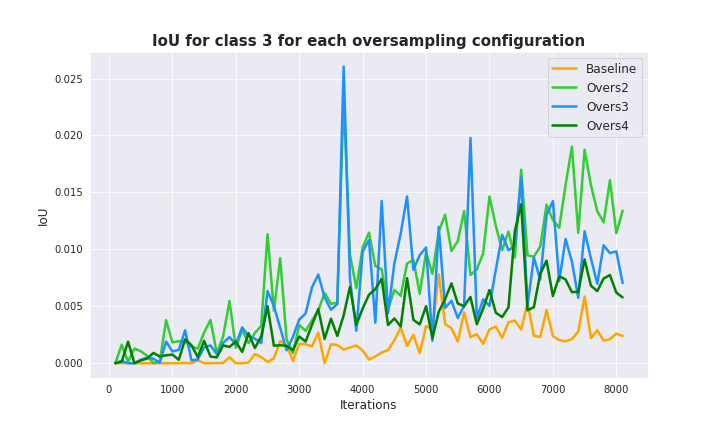 IoU for class 3 for each oversampling configuration
Baseline
Overs2
Overs3
Overs4
0.025
0.020
0.015
0.010
0.005
0.000
IoU
0 1000 2000 3000 4000 5000 6000 7000 8000
Iterations